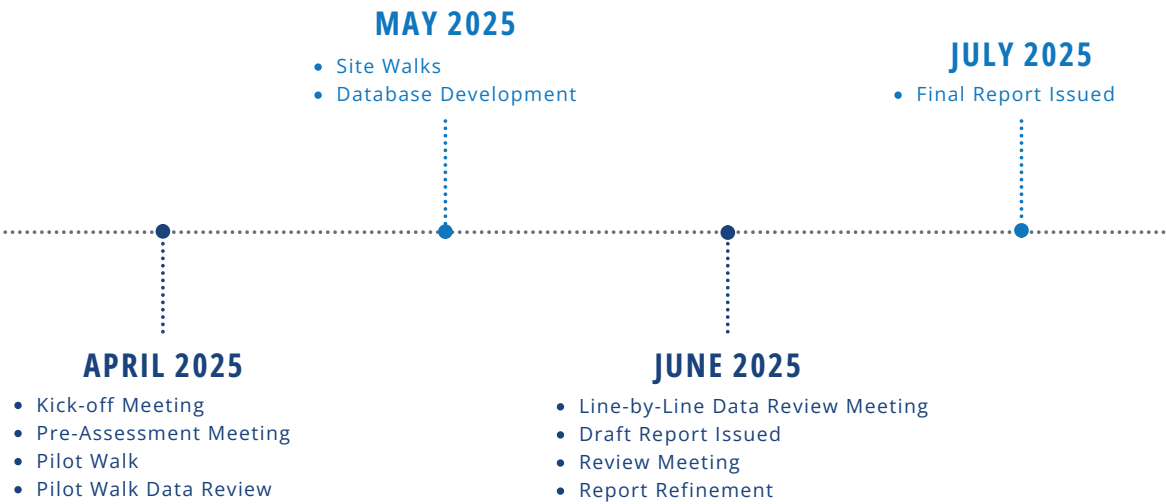 MAY 2025
Site Walks
Database Development
JULY 2025
Final Report Issued
APRIL 2025
Kick-off Meeting
Pre-Assessment Meeting
Pilot Walk
Pilot Walk Data Review
JUNE 2025
Line-by-Line Data Review Meeting
Draft Report Issued
Review Meeting
Report Refinement